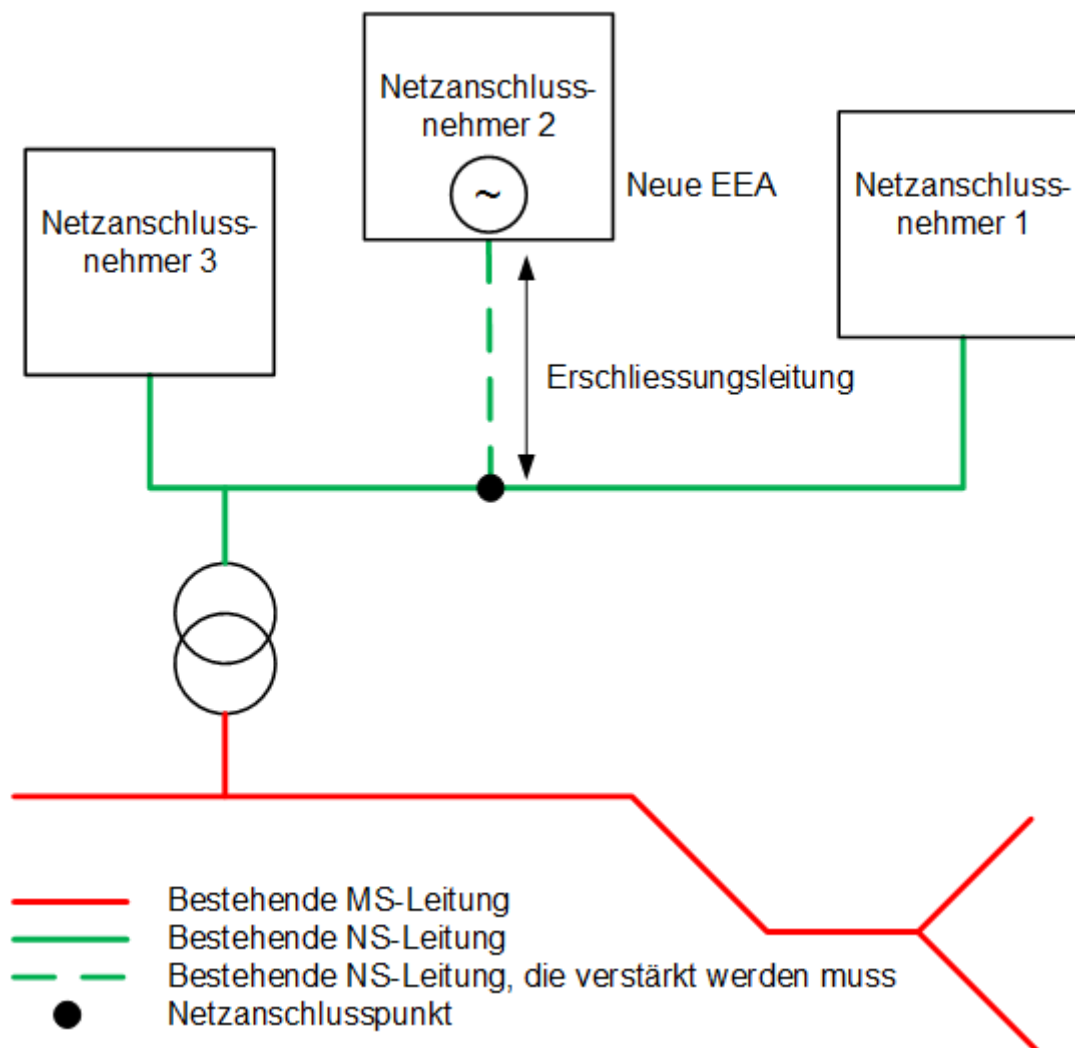 Netzanschluss-
nehmer 2
~
Neue EEA
Netzanschluss-
nehmer 1
Netzanschluss-
nehmer 3
Erschliessungsleitung
Bestehende MS-Leitung
Bestehende NS-Leitung
Bestehende NS-Leitung, die verstärkt werden muss
Netzanschlusspunkt